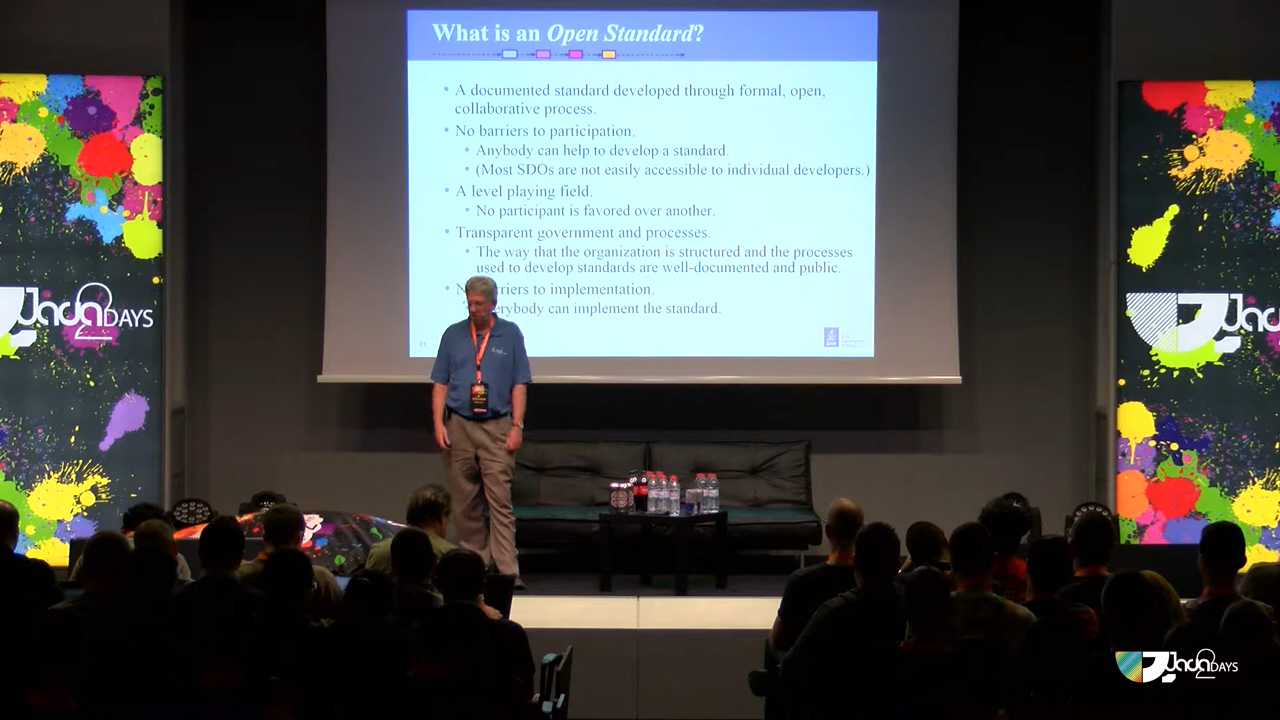 What is an Open Standard?
• A documented standard developed through formal, open,
collaborative process.
• No barriers to participation.
• Anybody can help to develop a standard.
• (Most SDOs are not easily accessible to individual developers.)
• A level playing field.
• No participant is favored over another.
• Transparent government and processes.
• The way that the organization is structured and the processes
used to develop standards are well-documented and public.
• to implementation.
can implement the standard.
Java2DAYS
Java2DAYS